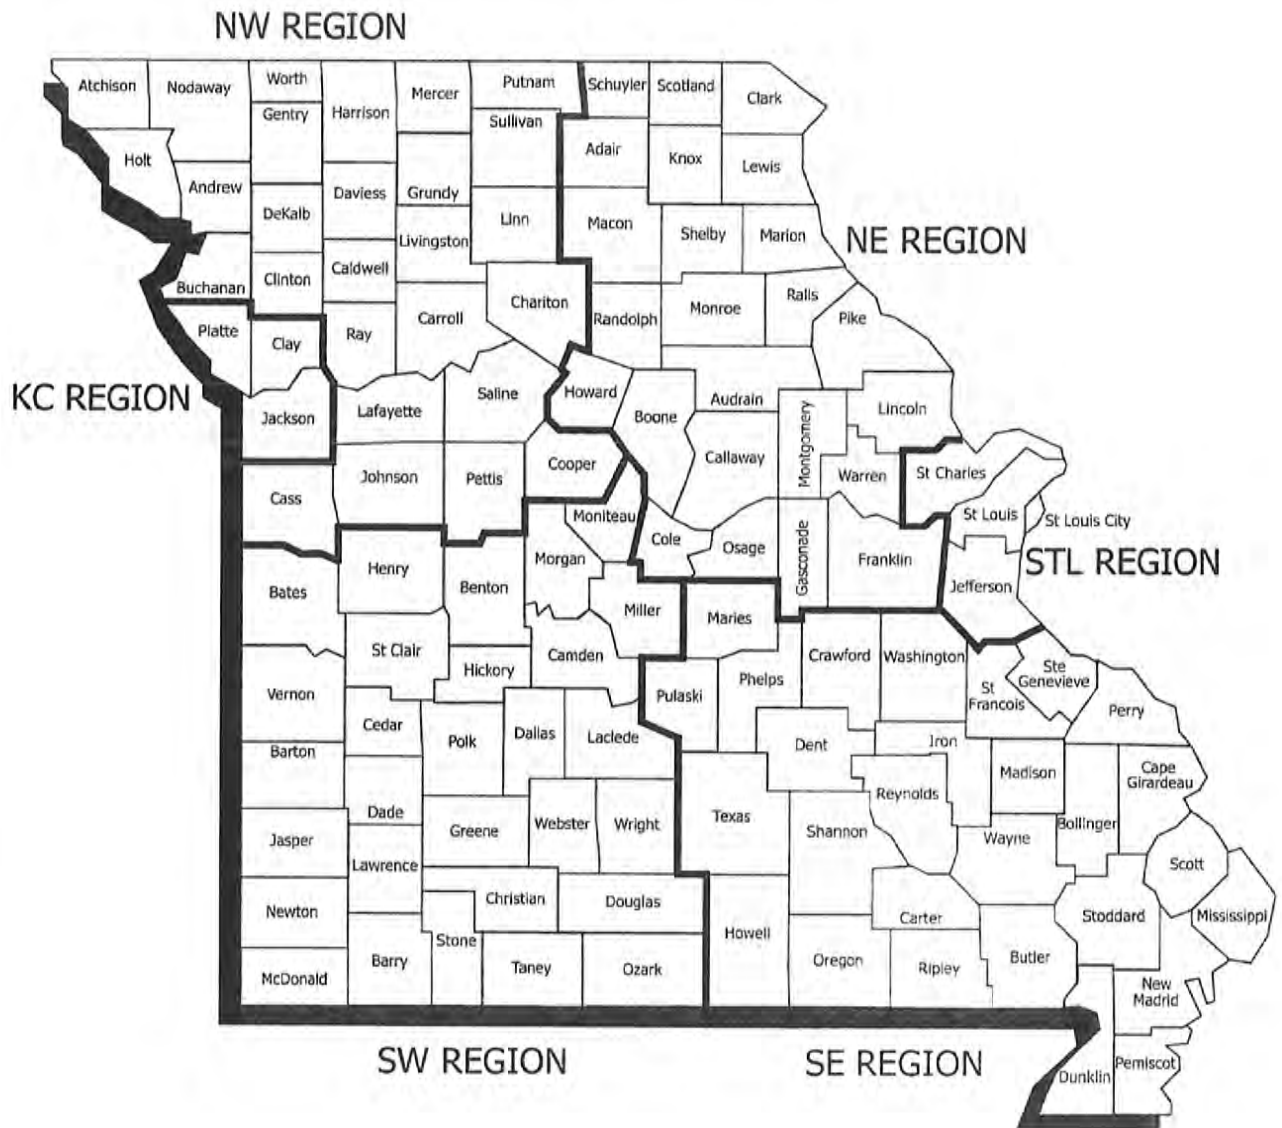 NW REGION
Atchison
Nodaway
Worth
Gentry
Harrison
Mercer
Putnam
Sullivan
Schuyler
Scotland
Clark
Holt
Andrew
DeKalb
Daviess
Grundy
Linn
Adair
Knox
Lewis
Macon
Shelby
Marion
NE REGION
Livingston
Buchanan
Clinton
Caldwell
Chariton
Randolph
Monroe
Ralls
Pike
Platte
Clay
Ray
Carroll
KC REGION
Jackson
Lafayette
Saline
Howard
Boone
Audrain
Montgomery
Lincoln
Cass
Johnson
Pettis
Cooper
Callaway
Warren
St Charles
Moniteau
Cole
Osage
Gasconade
Franklin
St Louis
St Louis City
STL REGION
Jefferson
Bates
Henry
Benton
Morgan
Miller
Maries
St Clair
Hickory
Camden
Pulaski
Phelps
Crawford
Washington
St
Francois
Ste
Genevieve
Perry
Vernon
Cedar
Polk
Dallas
Laclede
Dent
Iron
Madison
Cape
Girardeau
Barton
Dade
Reynolds
Bollinger
Jasper
Greene
Webster
Wright
Texas
Shannon
Wayne
Scott
Lawrence
Newton
Christian
Douglas
Howell
Carter
Stoddard
Mississippi
McDonald
Barry
Stone
Taney
Ozark
Oregon
Ripley
Butler
New
Madrid
SW REGION
SE REGION
Dunklin
Pemiscot